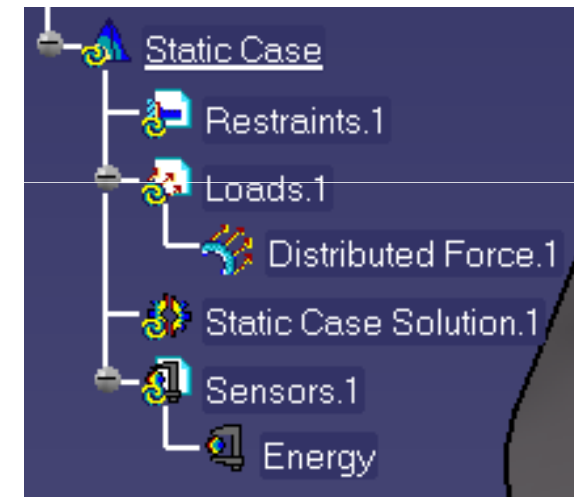 Static Case
Restraints.1
Loads.1
Distributed Force.1
Static Case Solution.1
Sensors.1
Energy